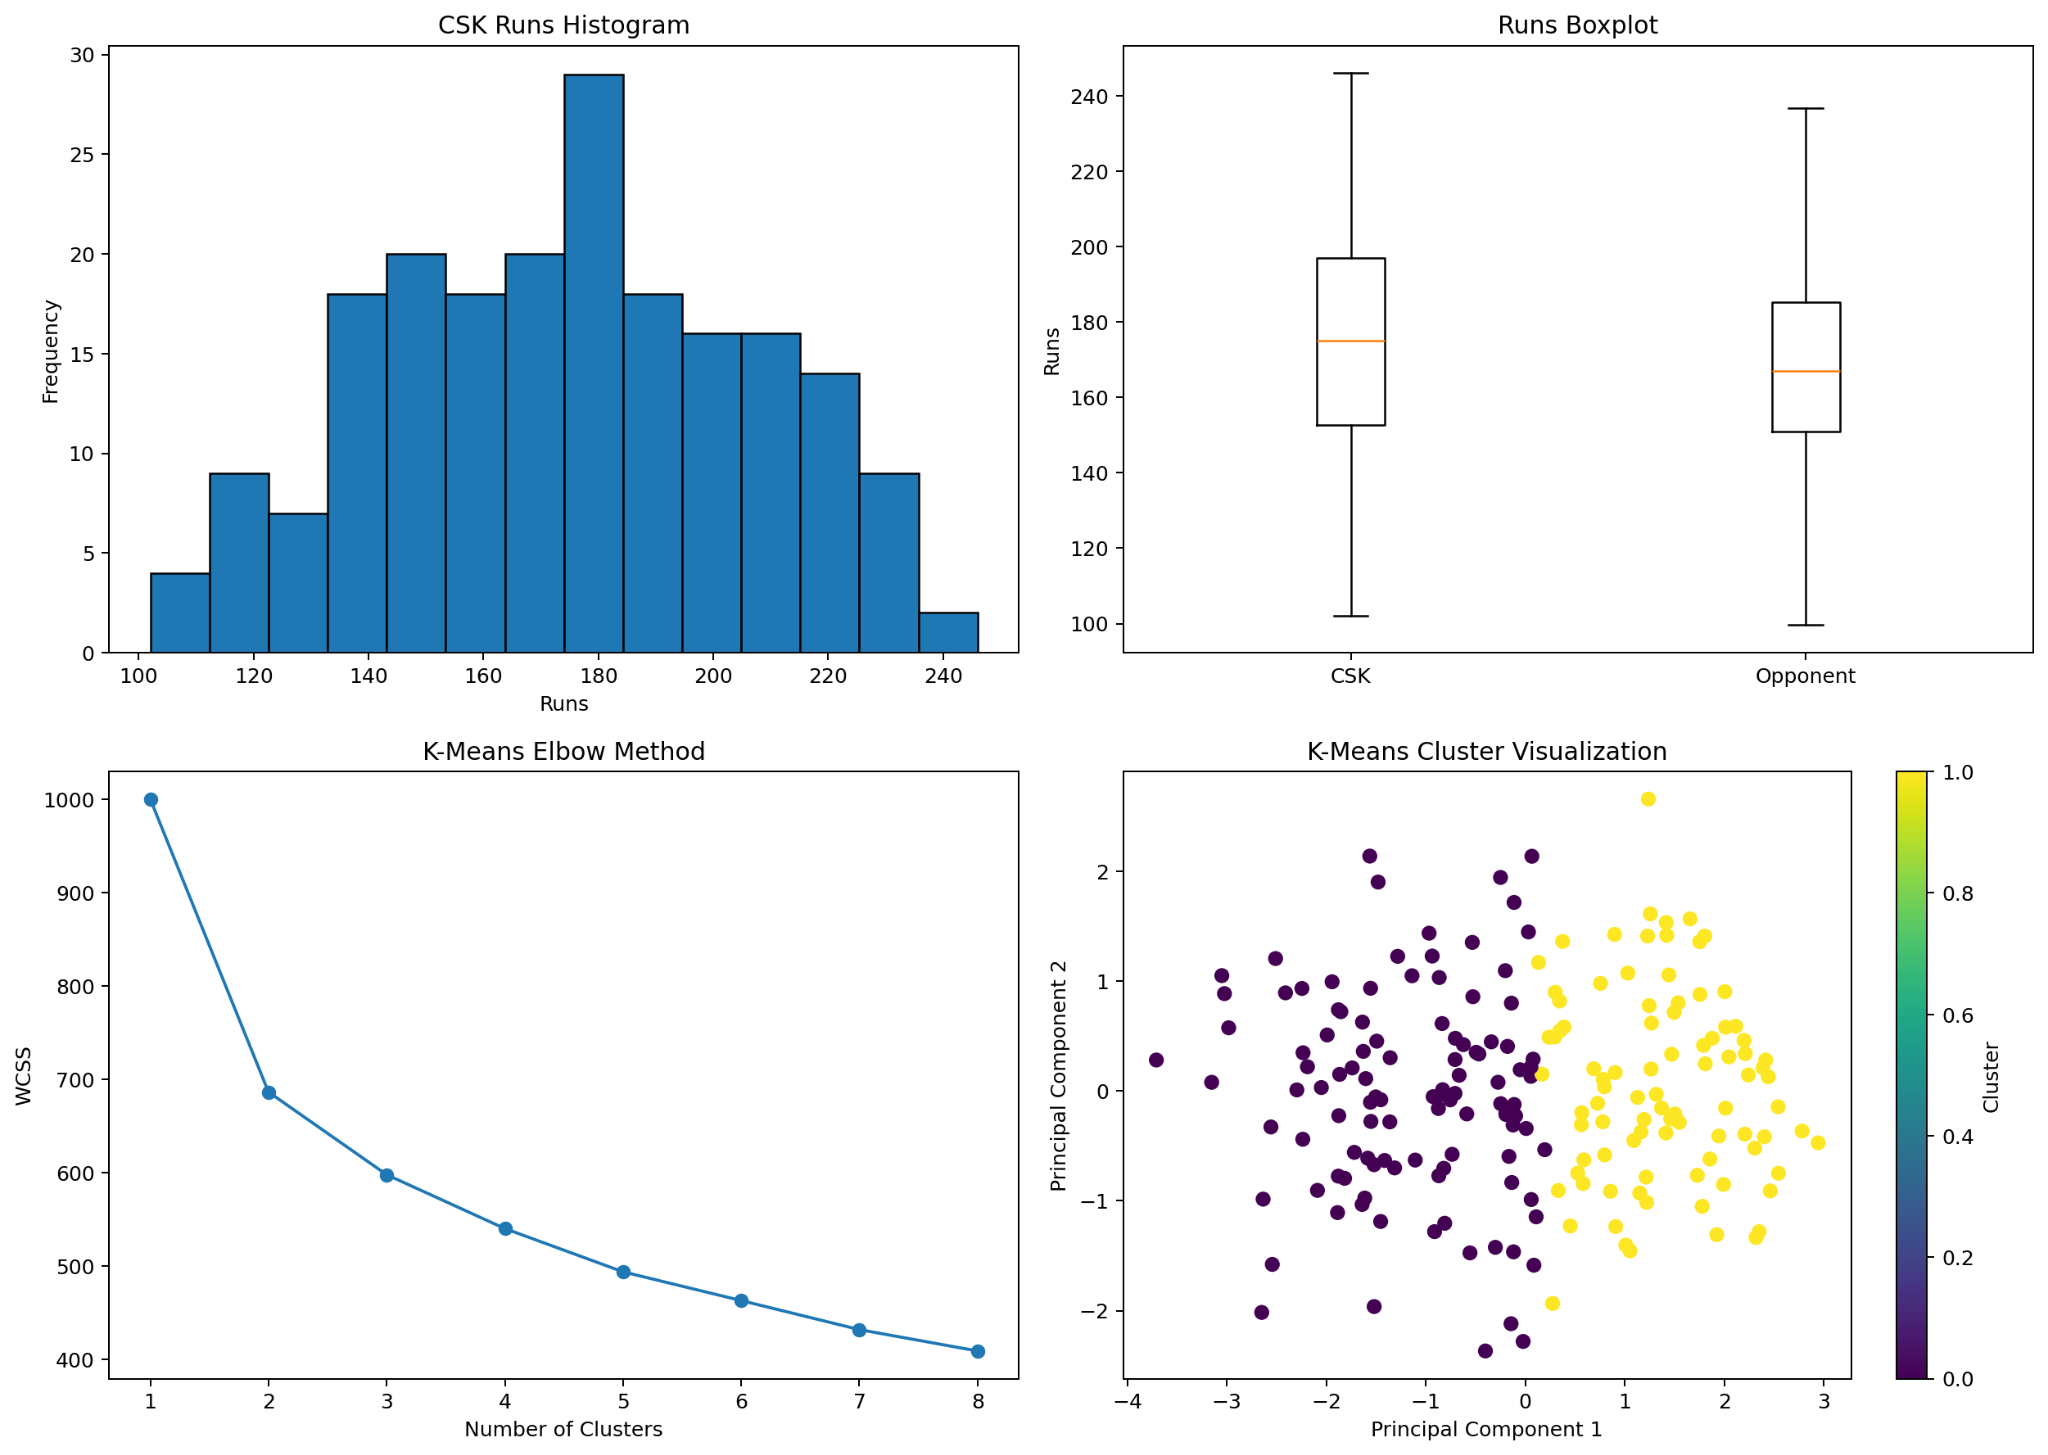 CSK Runs Histogram
30
25
20
15
10
5
0
Frequency
100 120 140 160 180 200 220 240
Runs
Runs Boxplot
240
220
200
180
160
140
120
100
Runs
CSK Opponent
K-Means Elbow Method
1000
900
800
700
600
500
400
WCSS
1 2 3 4 5 6 7 8
Number of Clusters
K-Means Cluster Visualization
2
1
0
−1
−2
Principal Component 2
−4 −3 −2 −1 0 1 2 3
Principal Component 1
1.0
0.8
0.6
0.4
0.2
0.0
Cluster